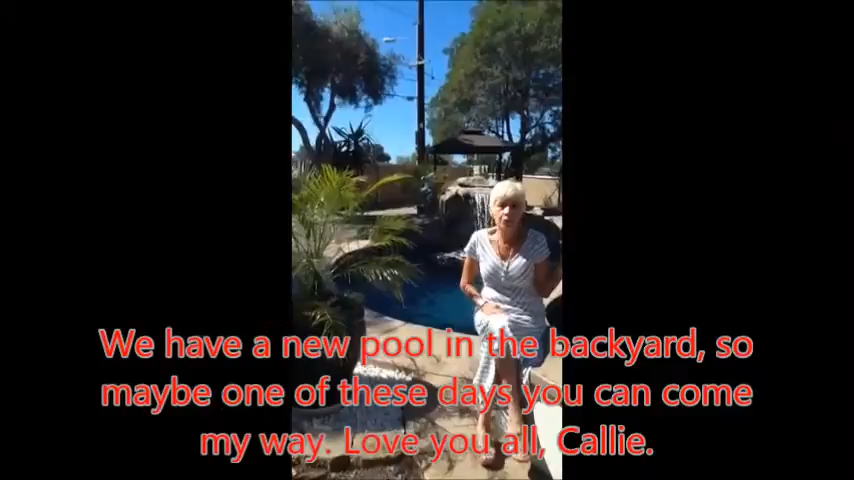 We have a new pool in the backyard, so
maybe one of these days you can come
my way. Love you all, Callie.